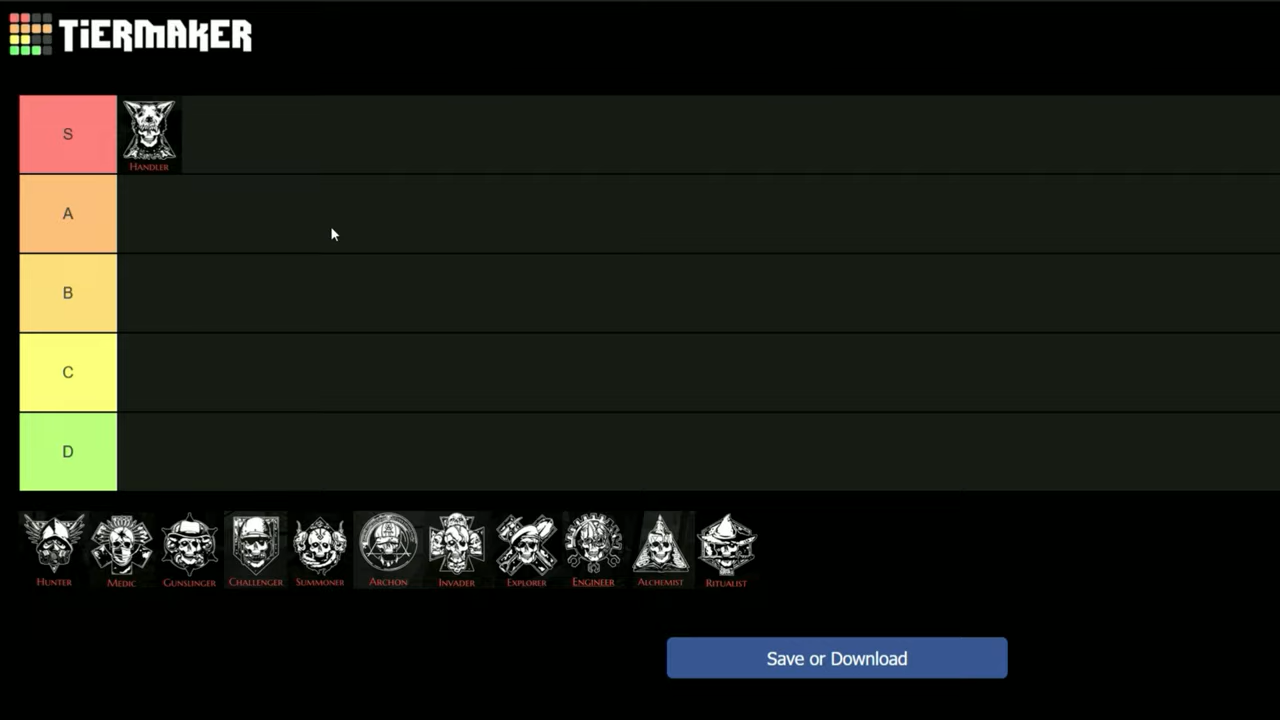 TiERMAKER
S
HANDLER
A
B
C
D
HUNTER MEDIC GUNSLINGER CHALLENGER SUMMONER ARCHON INVADER EXPLORER ENGINEER ALCHEMIST RITUALIST
Save or Download